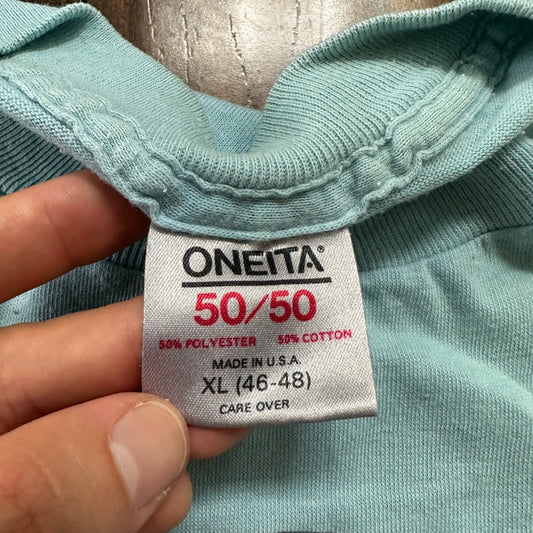 ONEITA®
50/50
50% POLYESTER 50% COTTON
MADE IN U.S.A.
XL (46-48)
CARE OVER